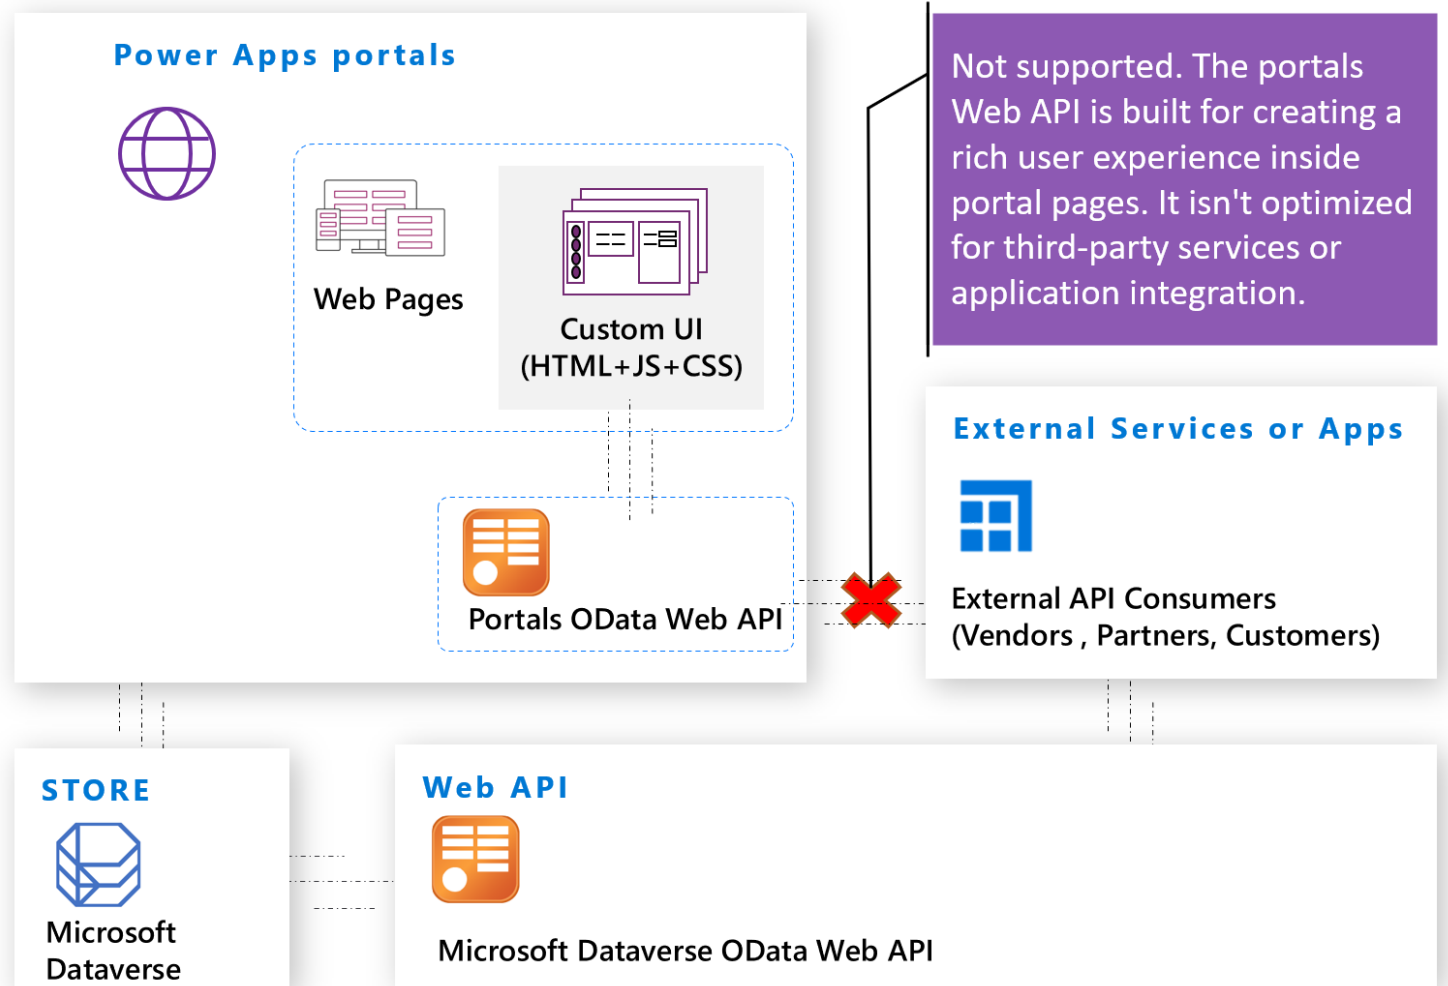 Power Apps portals
Web Pages
Custom UI
(HTML+JS+CSS)
Portals OData Web API
Not supported. The portals
Web API is built for creating a
rich user experience inside
portal pages. It isn't optimized
for third-party services or
application integration.
External Services or Apps
External API Consumers
(Vendors , Partners, Customers)
STORE
Microsoft
Dataverse
Web API
Microsoft Dataverse OData Web API